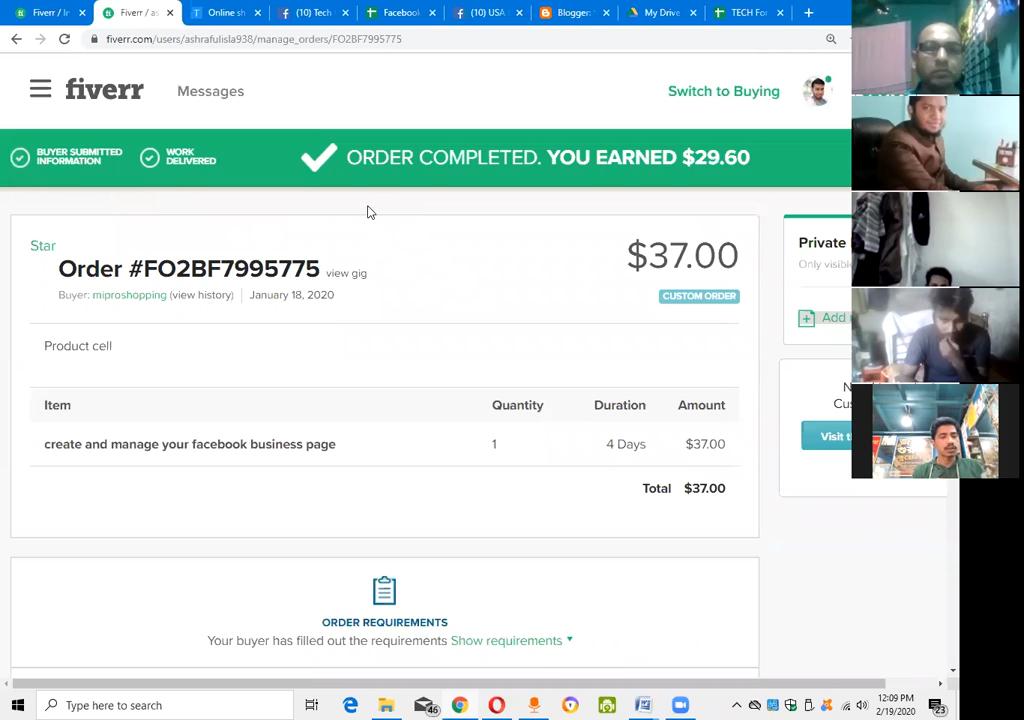 Fiverr / In
Fiverr / as
Online sh
(10) Tech
Facebook
(10) USA
Blogger:
My Drive
TECH For
fiverr.com/users/ashrafulisla938/manage_orders/FO2BF7995775
fiverr
Messages
Switch to Buying
BUYER SUBMITTED
INFORMATION
WORK
DELIVERED
ORDER COMPLETED. YOU EARNED $29.60
Star
Order #FO2BF7995775 view gig
$37.00
Buyer: miproshopping (view history) January 18, 2020
CUSTOM ORDER
Product cell
Item Quantity Duration Amount
create and manage your facebook business page 1 4 Days $37.00
Total $37.00
ORDER REQUIREMENTS
Your buyer has filled out the requirements Show requirements
Private
Only visible
Add
Visit
Type here to search
46
12:09 PM
2/19/2020
23